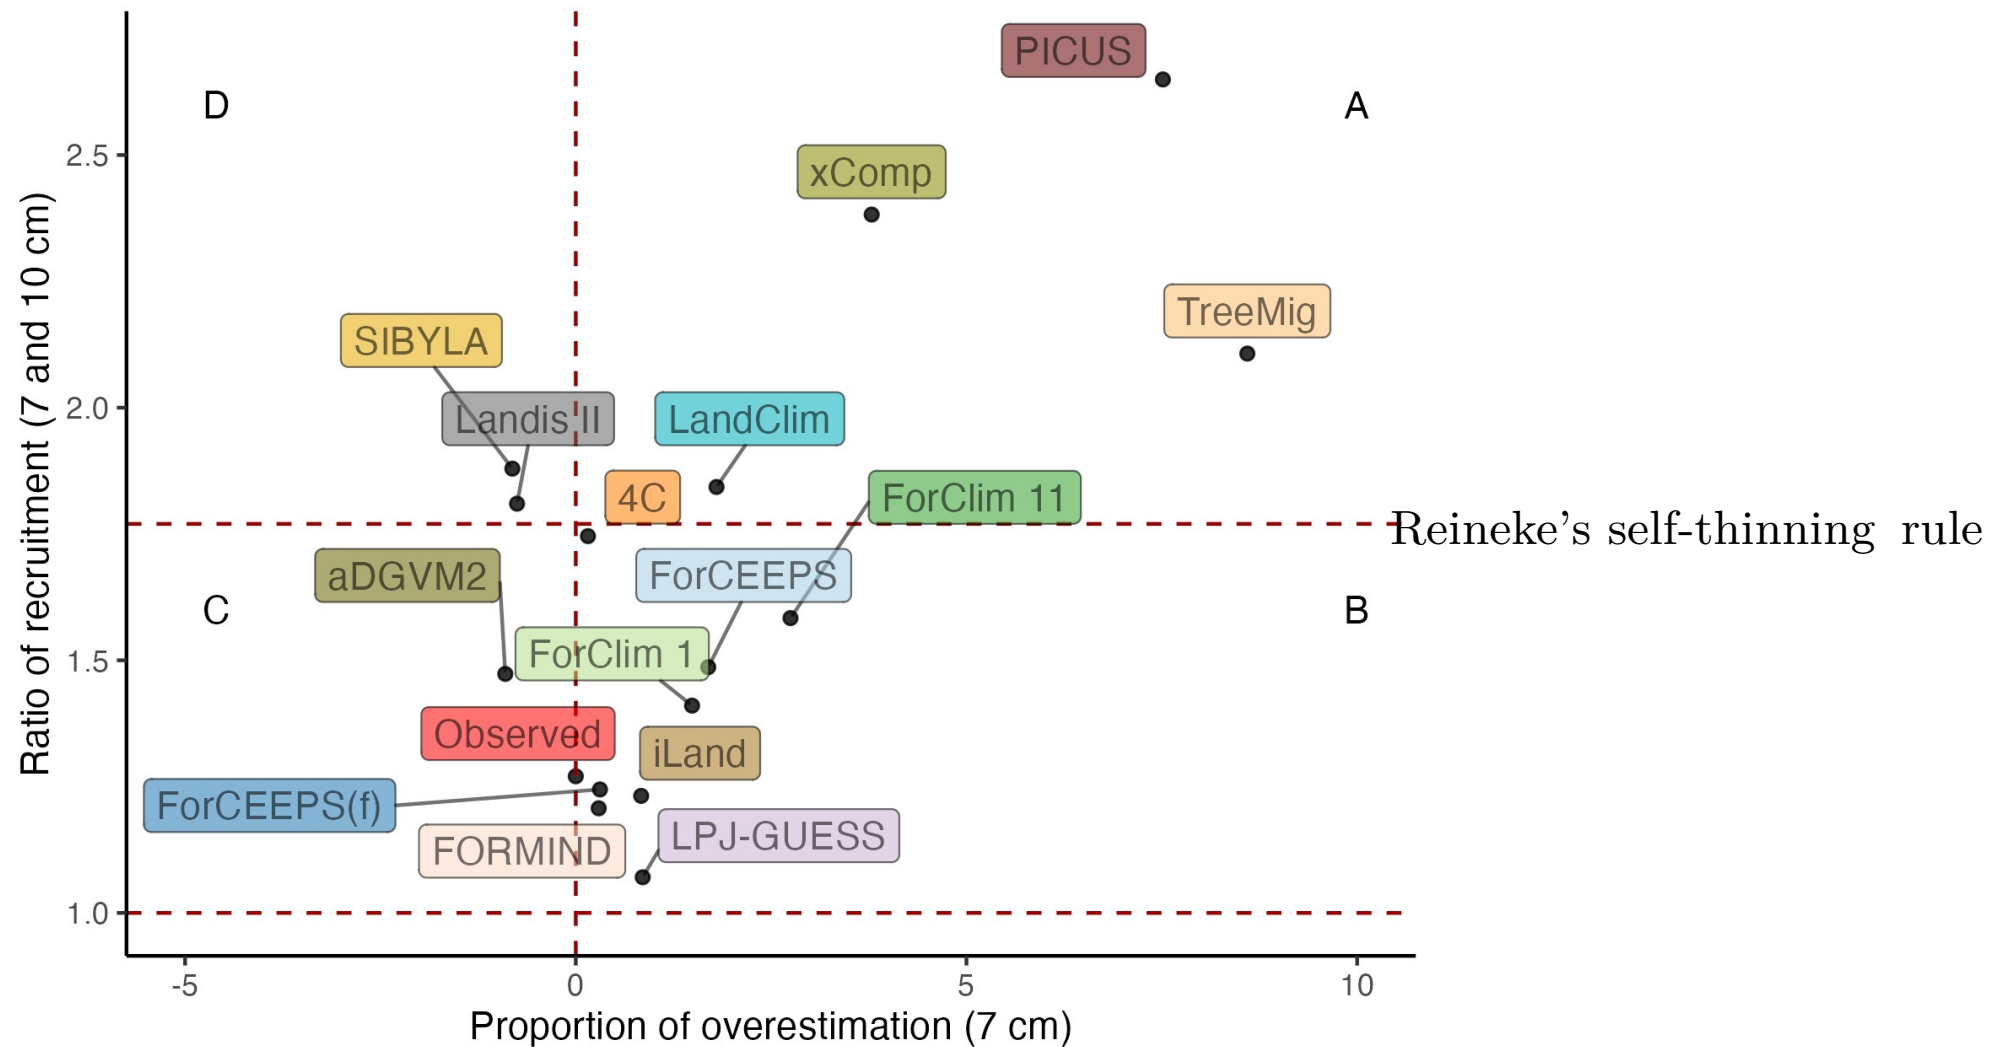 PICUS
D
A
2.5
xComp
TreeMig
SIBYLA
2.0
Landis II
LandClim
4C
ForClim 11
Reineke's self-thinning rule
aDGVM2
ForCEEPS
C
B
1.5
ForClim 1
Observed
iLand
ForCEEPS(f)
FORMIND
LPJ-GUESS
1.0
-5
0
5
10
Proportion of overestimation (7 cm)
Ratio of recruitment (7 and 10 cm)